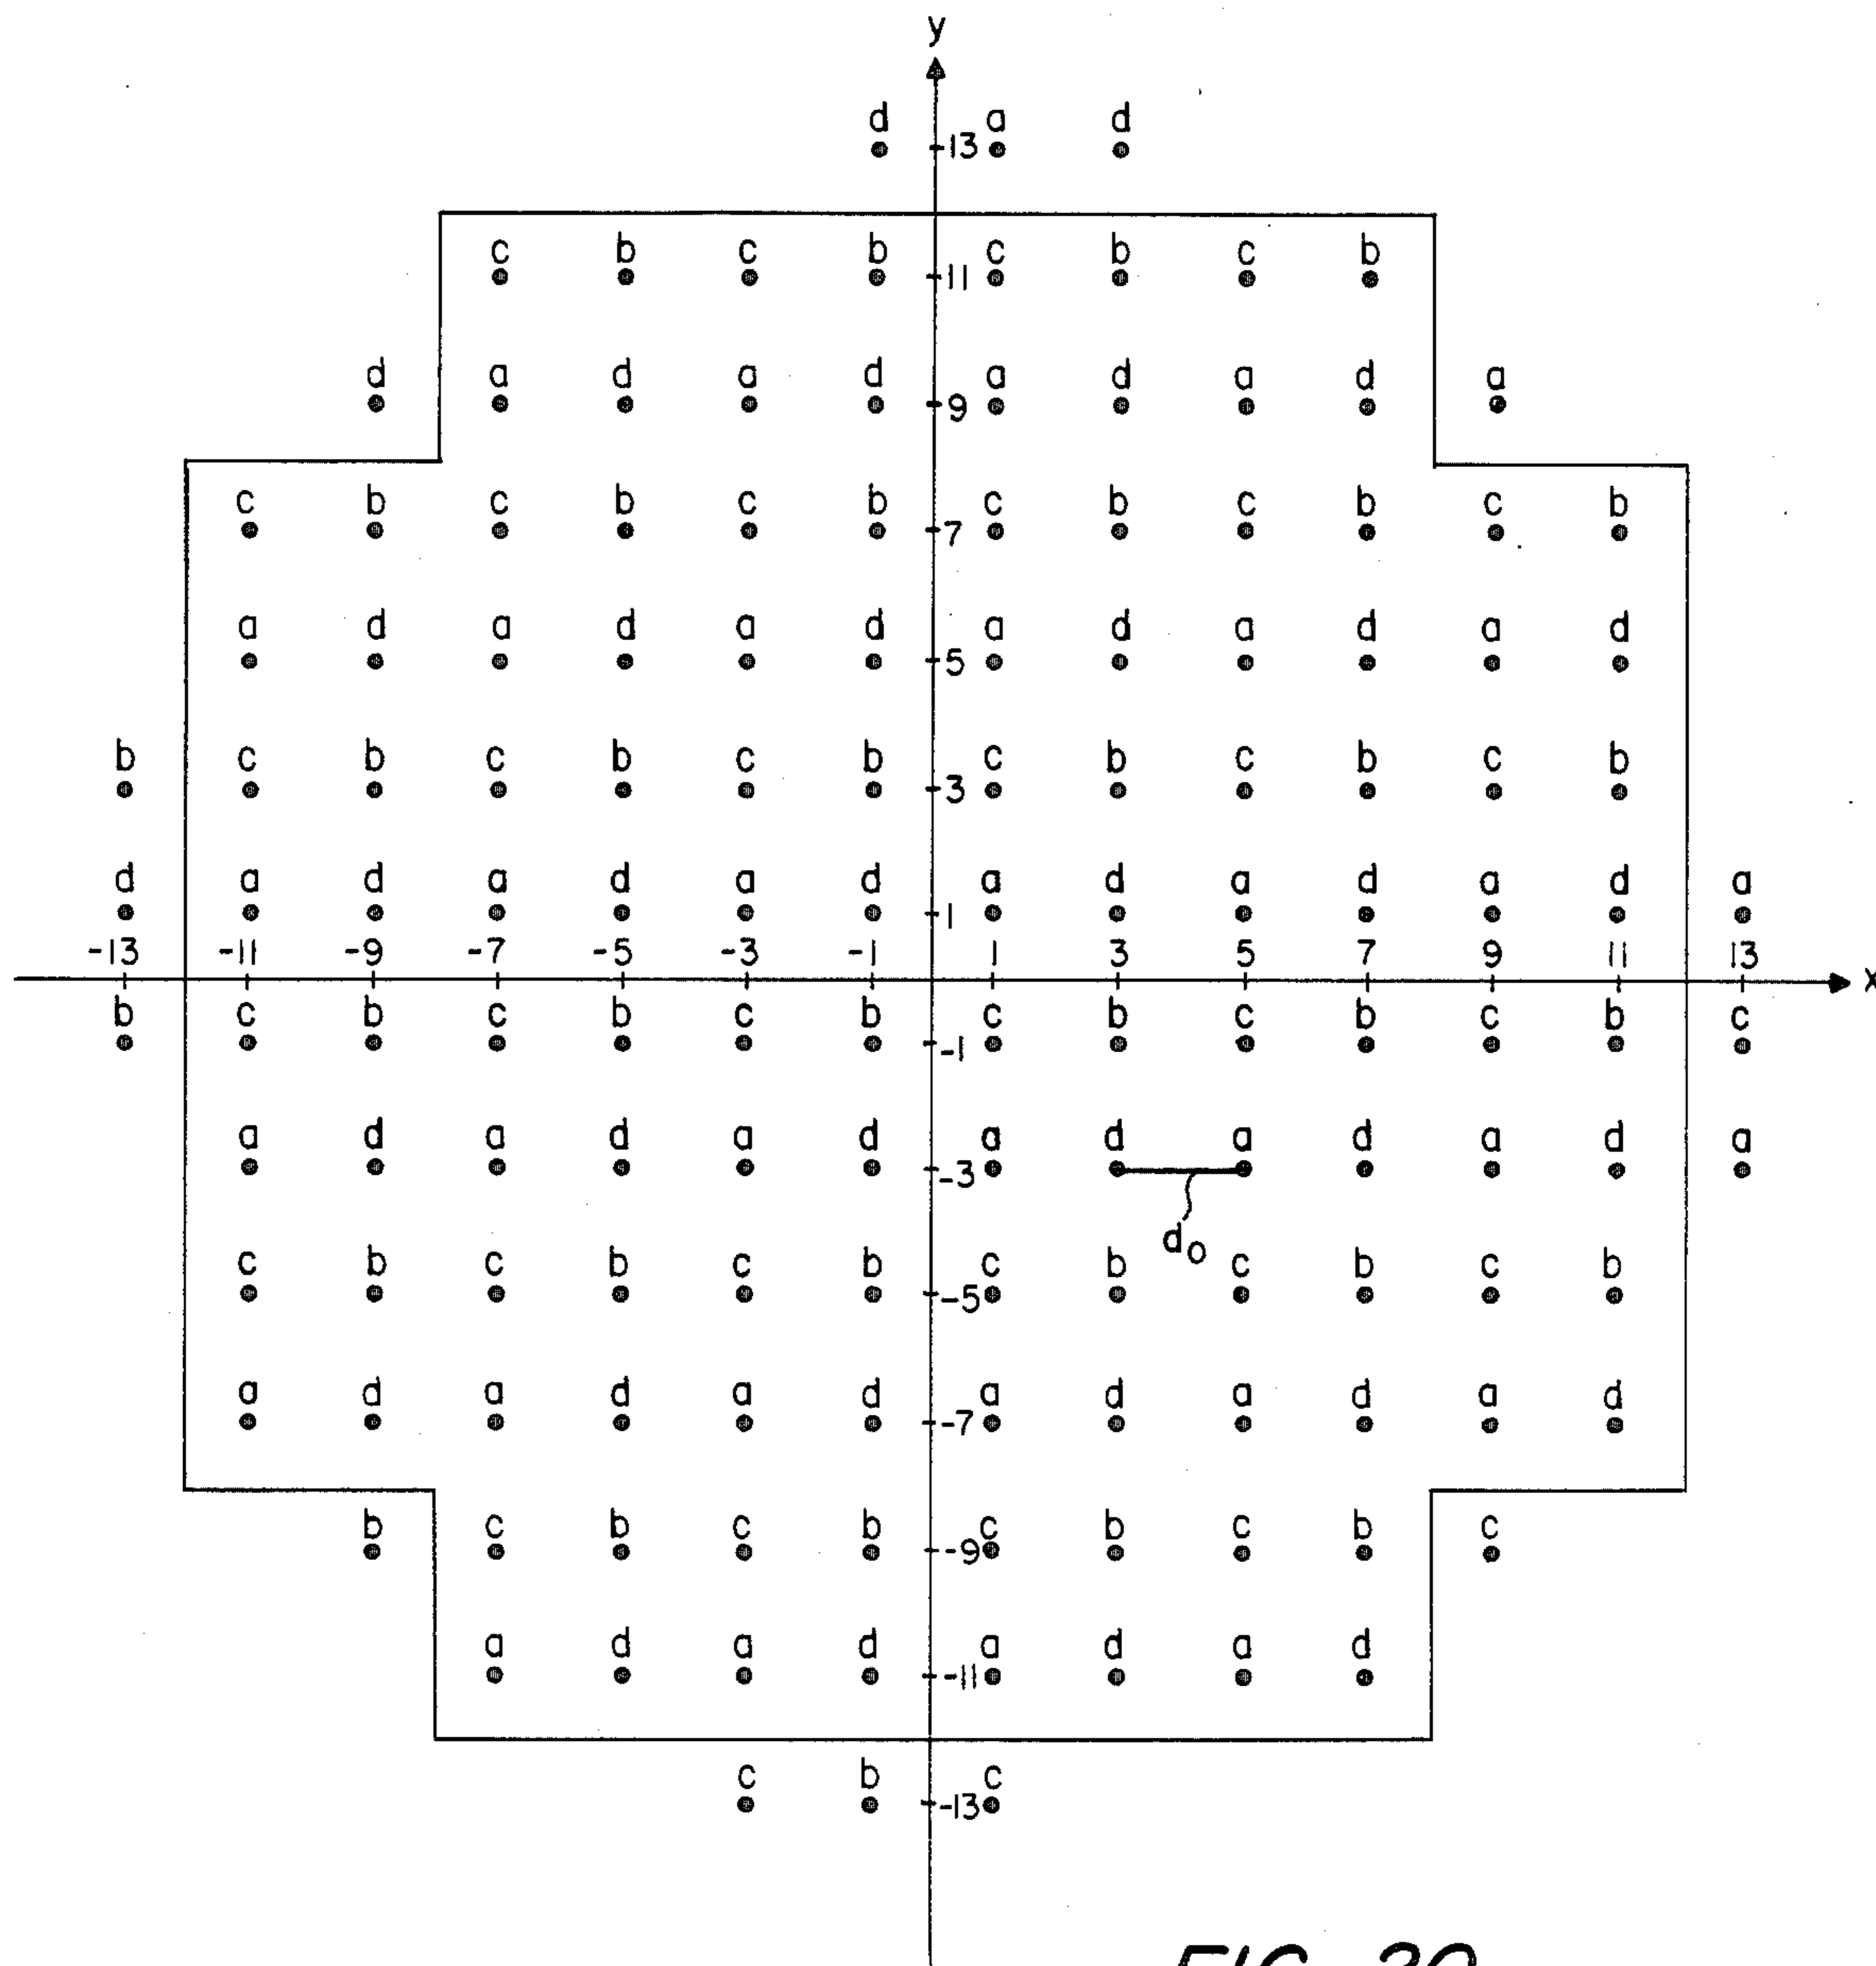 y
d a d
13
c b c b c b c b
11
d a d a d a d a d a
9
c b c b c b c b c b c b
7
a d a d a d a d a d a d
5
b c b c b c b c b c b c b
3
d a d a d a d a d a d a d a
1
-13 -11 -9 -7 -5 -3 -1 1 3 5 7 9 11 13
x
b c b c b c b c b c b c b c
-1
a d a d a d a d a d a d a
-3
d0
c b c b c b c b c b c b
-5
a d a d a d a d a d a d
-7
b c b c b c b c b c
-9
a d a d a d a d
-11
c b c
-13